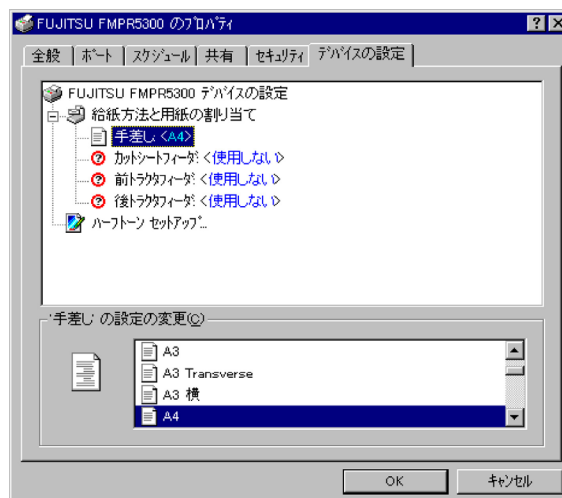 FUJITSU FMPR5300 のプロパティ
全般 ポート スケジュール 共有 セキュリティ デバイスの設定
FUJITSU FMPR5300 デバイスの設定
給紙方法と用紙の割り当て
手差し <A4>
カットシートフィーダ: <使用しない>
前トラクタフィーダ: <使用しない>
後トラクタフィーダ: <使用しない>
ハーフトーン セットアップ...
'手差し' の設定の変更(C)
A3
A3 Transverse
A3 横
A4
OK キャンセル